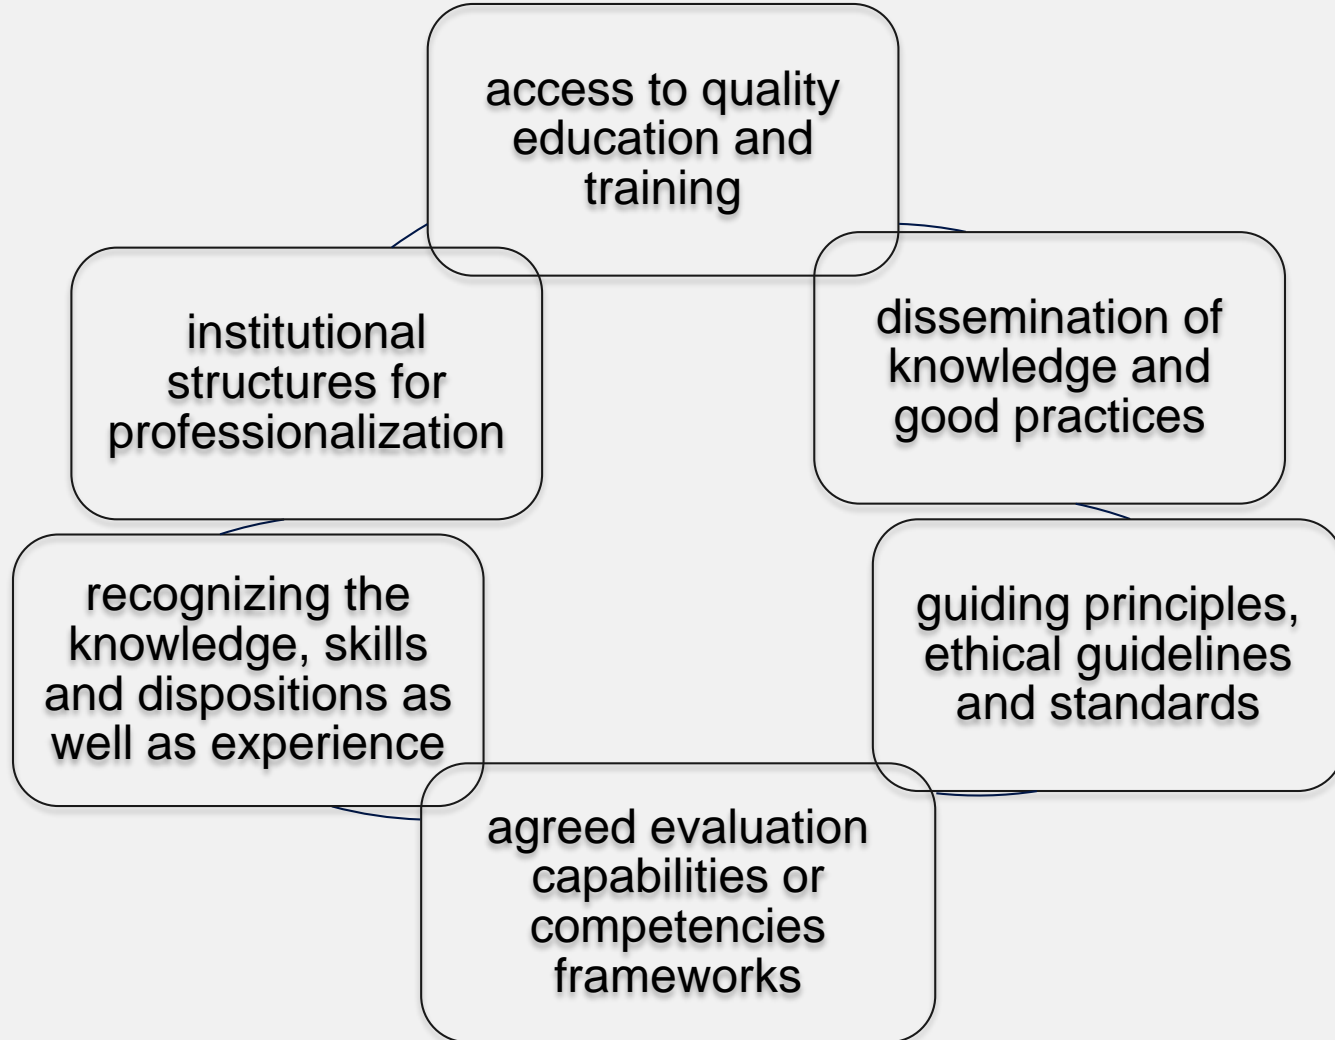 access to quality
education and
training
dissemination of
knowledge and
good practices
guiding principles,
ethical guidelines
and standards
agreed evaluation
capabilities or
competencies
frameworks
recognizing the
knowledge, skills
and dispositions as
well as experience
institutional
structures for
professionalization